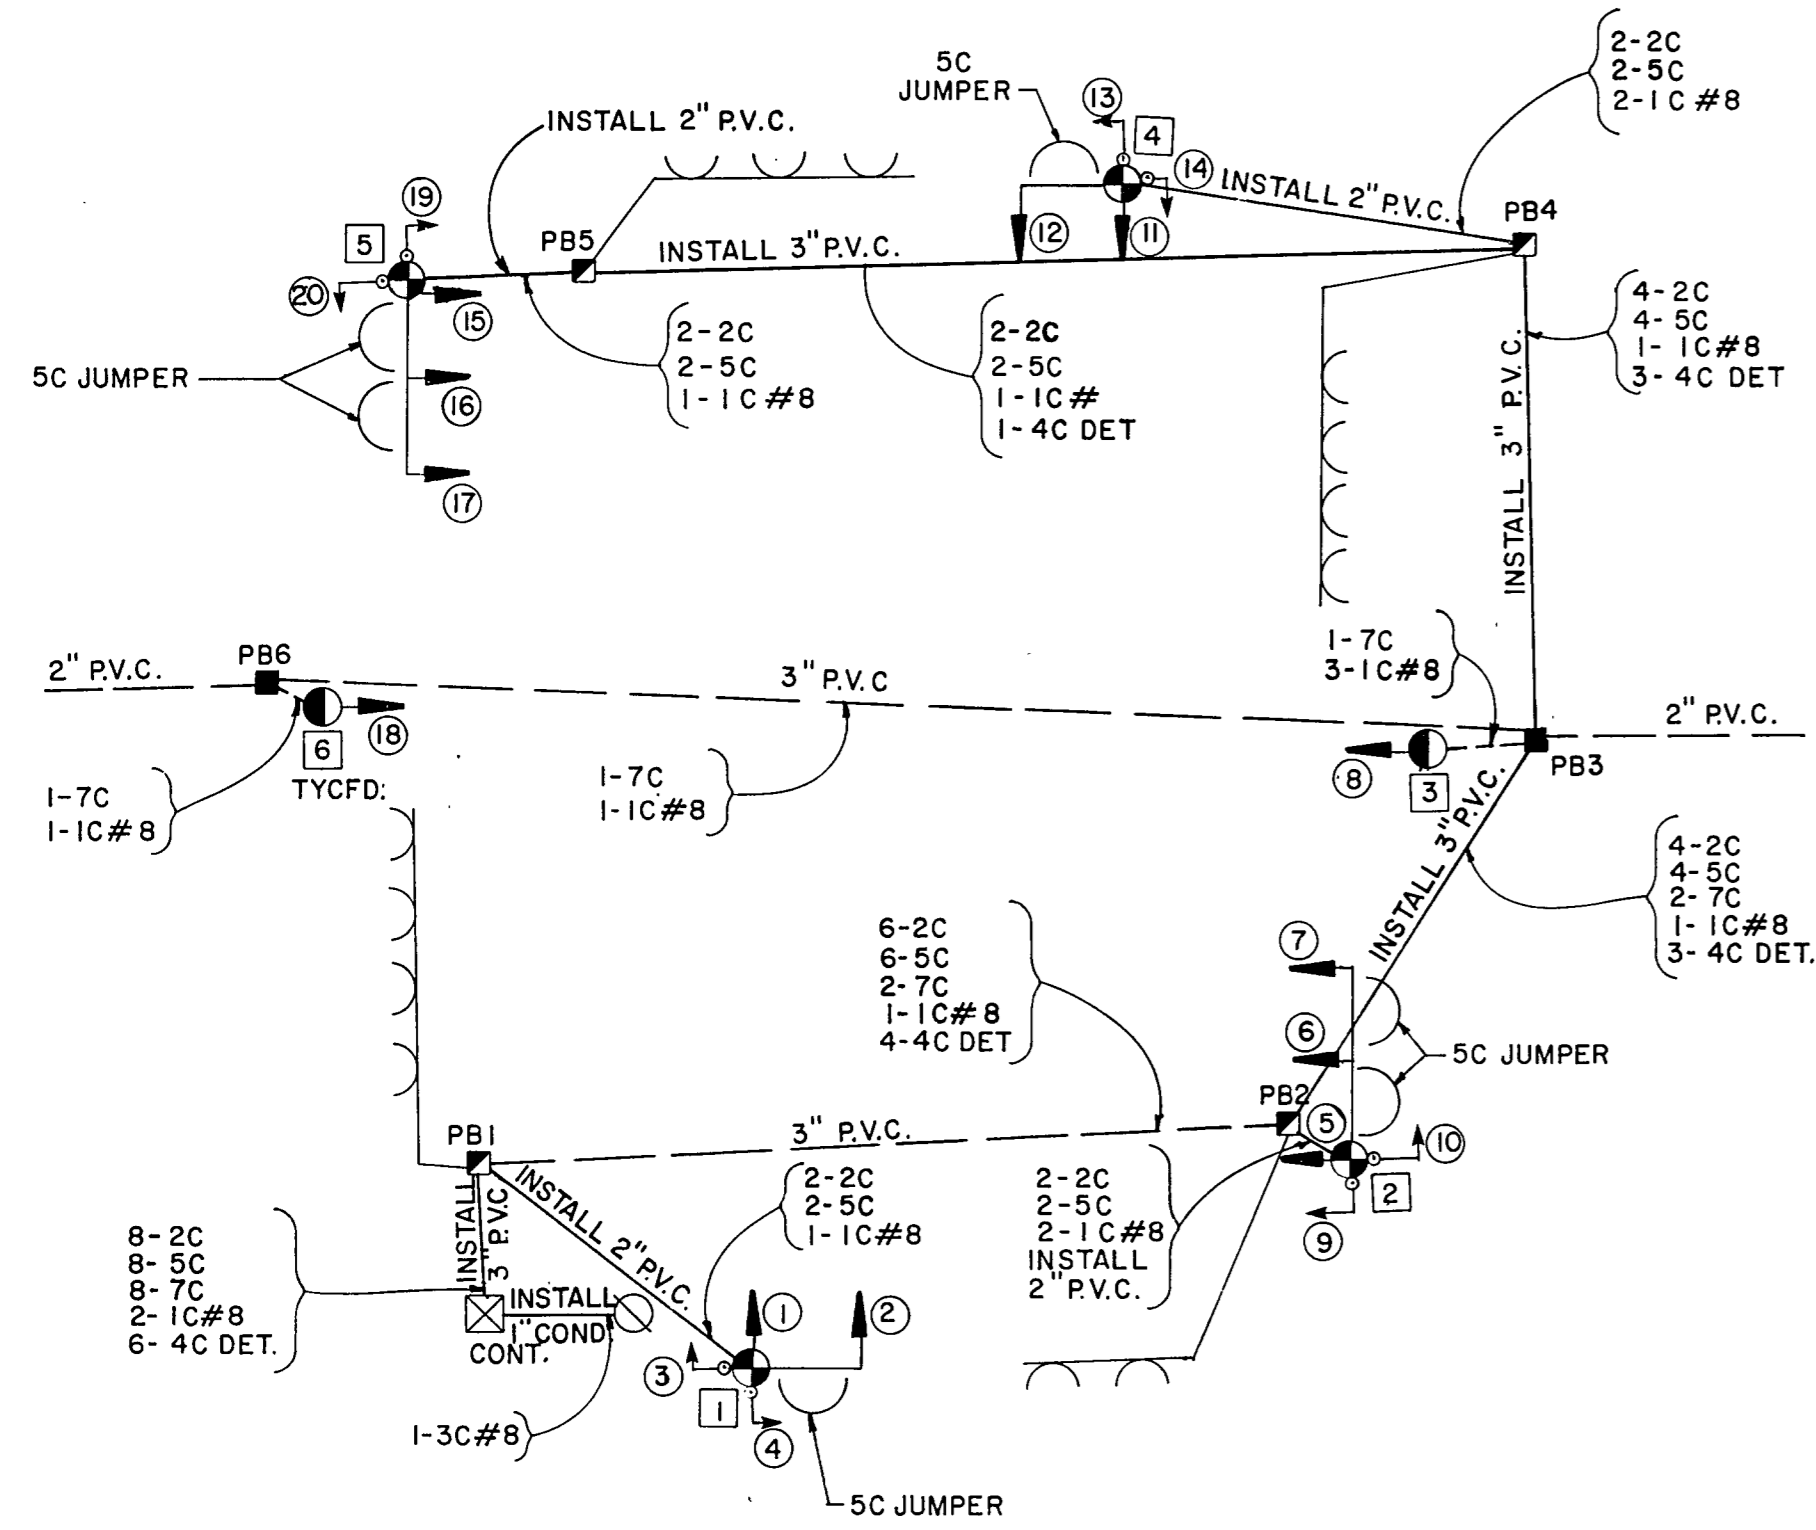 5C
JUMPER
13
4
14
2-2C
2-5C
2-1C #8
INSTALL 2" P.V.C.
INSTALL 2" P.V.C.
PB4
19
5
PB5
INSTALL 3" P.V.C.
12
11
20
15
4-2C
4-5C
1-1C#8
3-4C DET
2-2C
2-5C
1-1C #8
2-2C
2-5C
1-1C#
1-4C DET
5C JUMPER
16
17
INSTALL 3" P.V.C.
1-7C
3-1C#8
2" P.V.C.
PB6
3" P.V.C
2" P.V.C.
18
6
TYCFD:
8
3
PB3
1-7C
1-1C#8
1-7C
1-1C#8
INSTALL 3" P.V.C.
4-2C
4-5C
2-7C
1-1C#8
3-4C DET.
6-2C
6-5C
2-7C
1-1C#8
4-4C DET
7
6
5C JUMPER
PB2
5
10
PB1
3" P.V.C.
2-2C
2-5C
1-1C#8
2-2C
2-5C
2-1C#8
INSTALL
2" P.V.C.
2
9
INSTALL
3" P.V.C
INSTALL 2" P.V.C.
8-2C
8-5C
8-7C
2-1C#8
6-4C DET.
INSTALL
1" COND
CONT.
1
2
3
1
4
1-3C#8
5C JUMPER